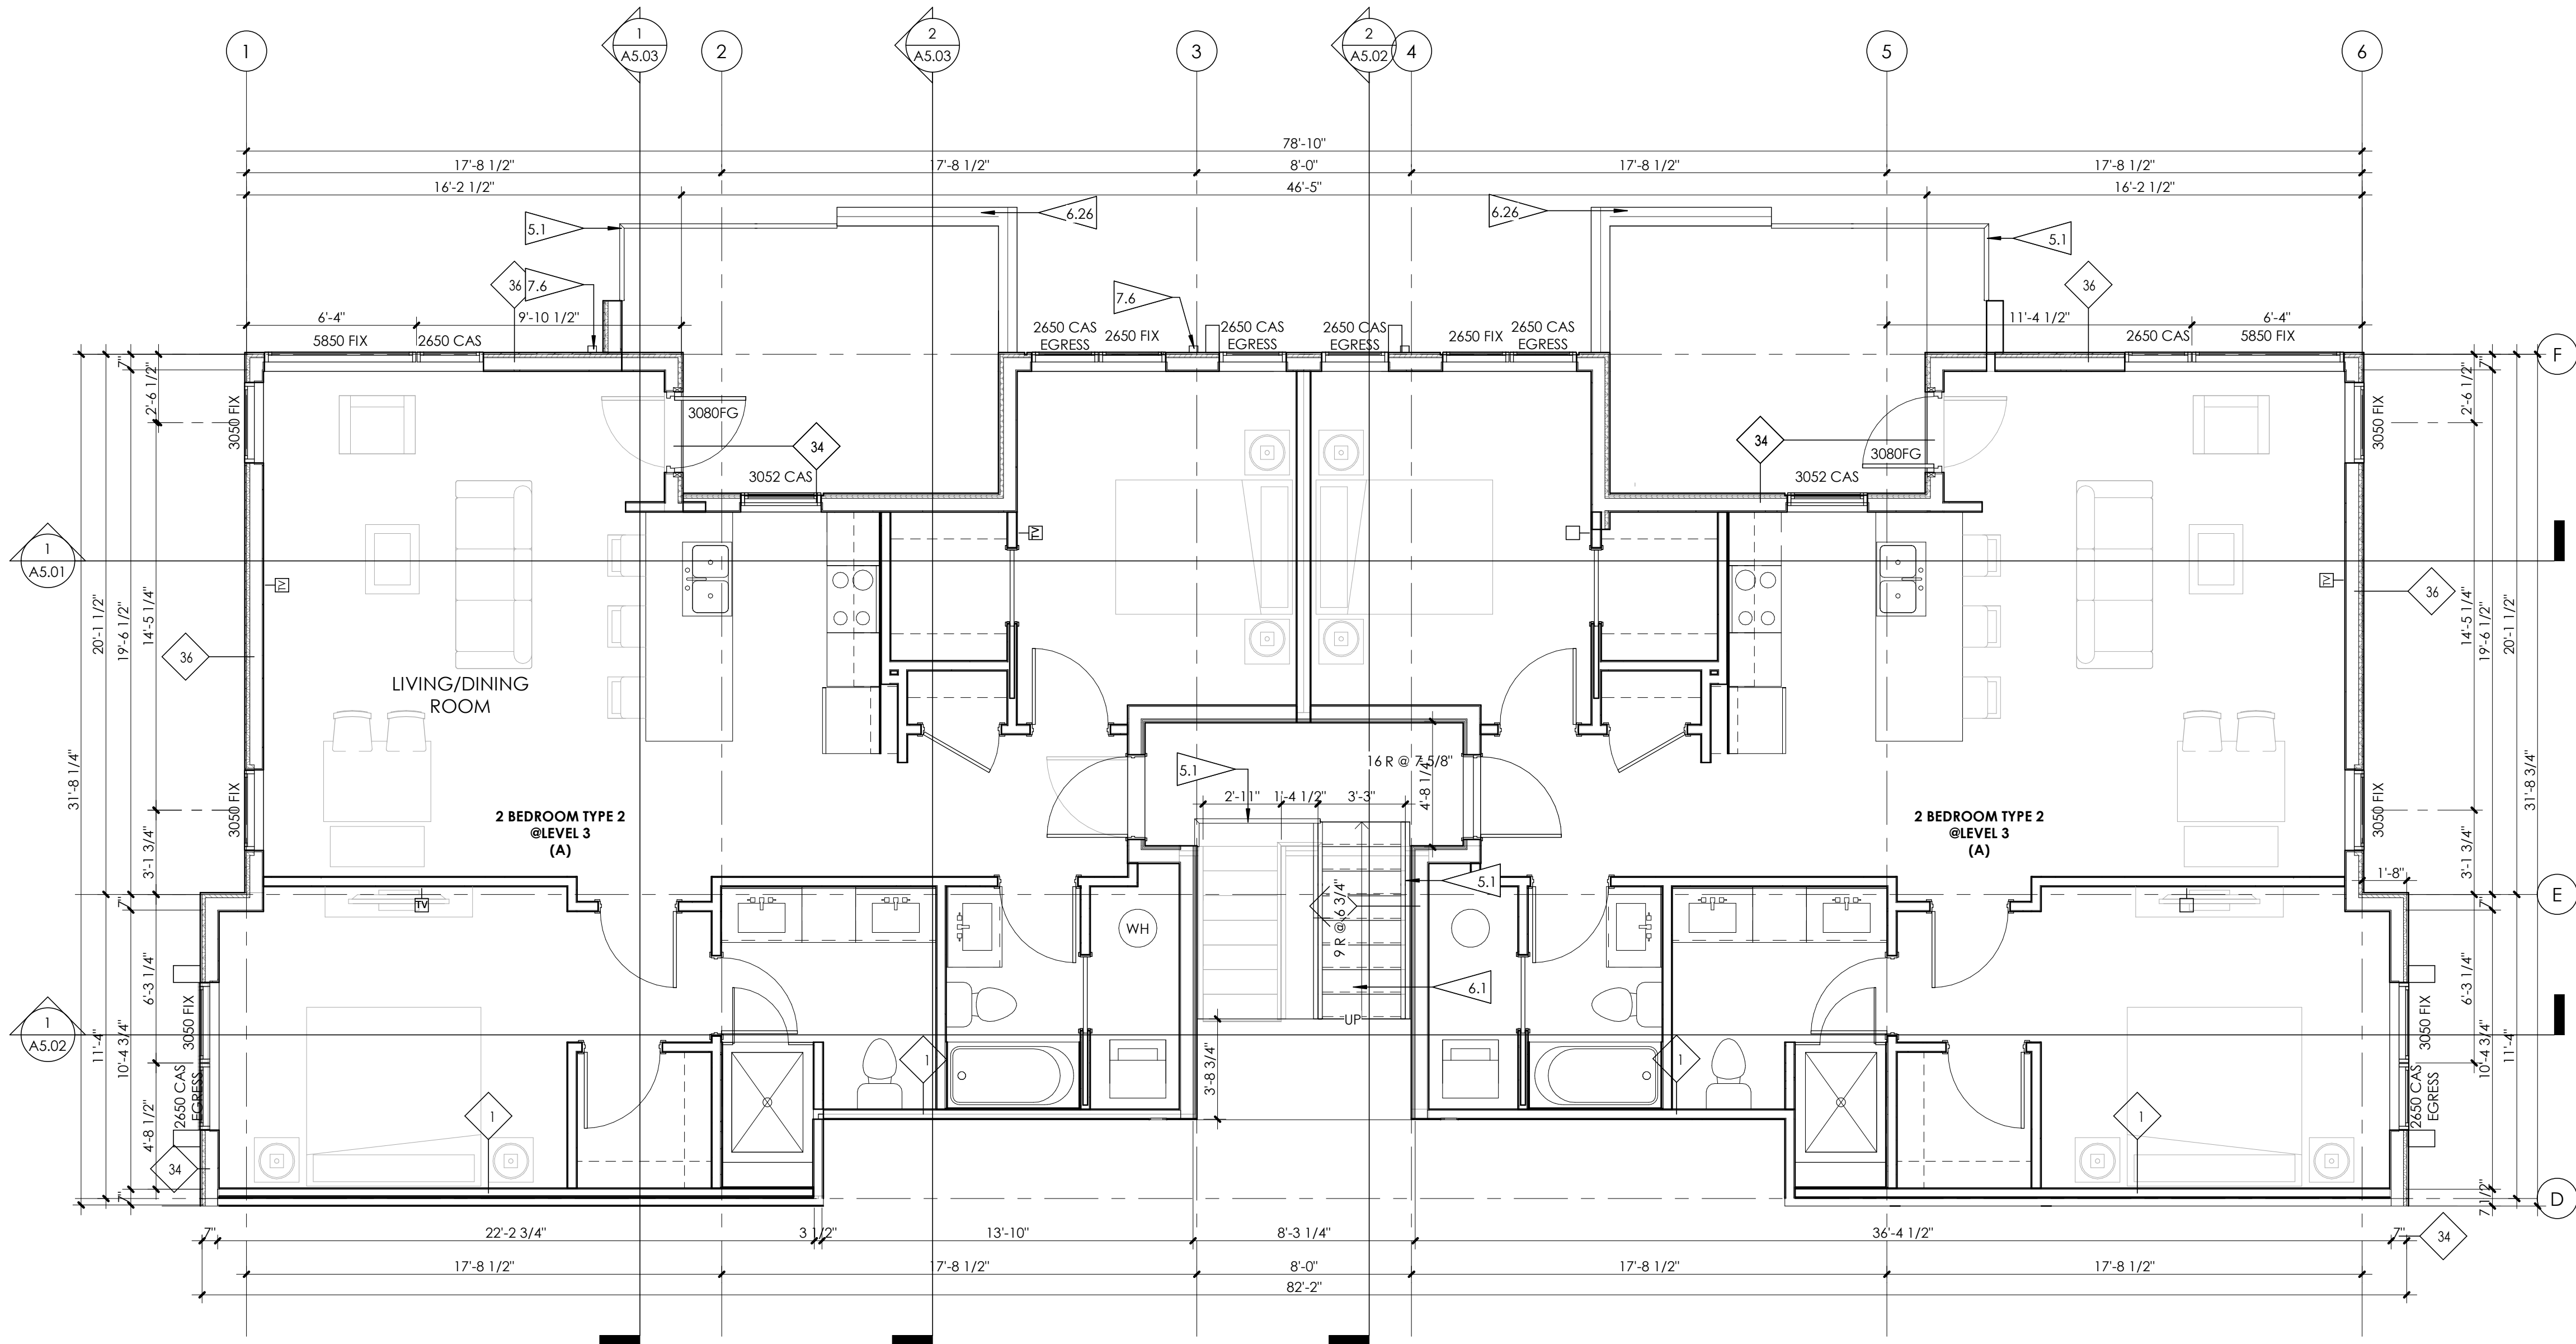 1
1
A5.03
2
2
A5.03
3
2
A5.02
4
5
6
78'-10"
17'-8 1/2"
17'-8 1/2"
8'-0"
17'-8 1/2"
17'-8 1/2"
16'-2 1/2"
46'-5"
16'-2 1/2"
5.1
6.26
6.26
5.1
36
7.6
7.6
36
6'-4"
9'-10 1/2"
11'-4 1/2"
6'-4"
5850 FIX
2650 CAS
2650 CAS
EGRESS
2650 FIX
2650 CAS
EGRESS
2650 CAS
EGRESS
2650 FIX
2650 CAS
EGRESS
2650 CAS
5850 FIX
F
7"
2'-6 1/2"
3050 FIX
3080FG
34
3052 CAS
34
3080FG
3052 CAS
3050 FIX
2'-6 1/2"
7"
1
A5.01
TV
TV
TV
36
36
20'-1 1/2"
19'-6 1/2"
14'-5 1/4"
14'-5 1/4"
19'-6 1/2"
20'-1 1/2"
LIVING/DINING
ROOM
31'-8 1/4"
31'-8 3/4"
3050 FIX
3050 FIX
2 BEDROOM TYPE 2
@LEVEL 3
(A)
2 BEDROOM TYPE 2
@LEVEL 3
(A)
5.1
16 R @ 7 5/8"
2'-11"
1'-4 1/2"
3'-3"
4'-8 1/4"
3'-1 3/4"
3'-1 3/4"
1'-8"
5.1
E
7"
7"
TV
WH
9 R @ 6 3/4"
6.1
UP
3'-8 3/4"
6'-3 1/4"
6'-3 1/4"
3050 FIX
3050 FIX
1
A5.02
11'-4"
10'-4 3/4"
10'-4 3/4"
11'-4"
2650 CAS
EGRESS
2650 CAS
EGRESS
4'-8 1/2"
1
1
1
1
34
7"
7 1/2"
D
7"
22'-2 3/4"
3 1/2"
13'-10"
8'-3 1/4"
36'-4 1/2"
7"
34
17'-8 1/2"
17'-8 1/2"
8'-0"
17'-8 1/2"
17'-8 1/2"
82'-2"